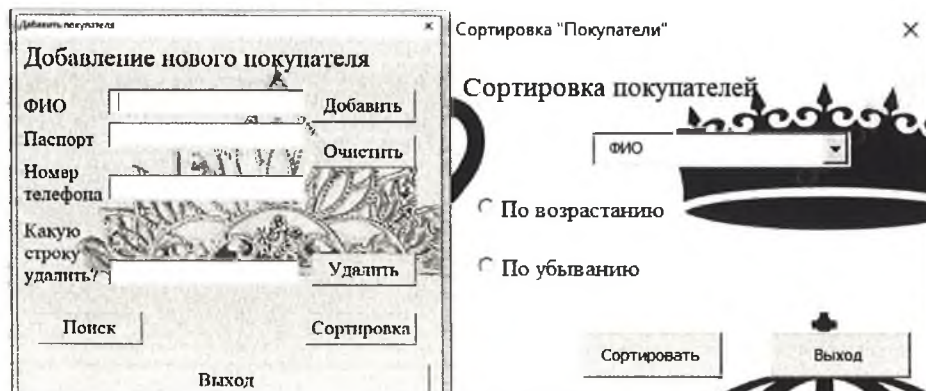 Добавить покупателя
Добавление нового покупателя
ФИО
Добавить
Паспорт
Очистить
Номер
телефона
Какую
строку
удалить?
Удалить
Поиск
Сортировка
Выход
Сортировка "Покупатели"
Сортировка покупателей
ФИО
По возрастанию
По убыванию
Сортировать
Выход